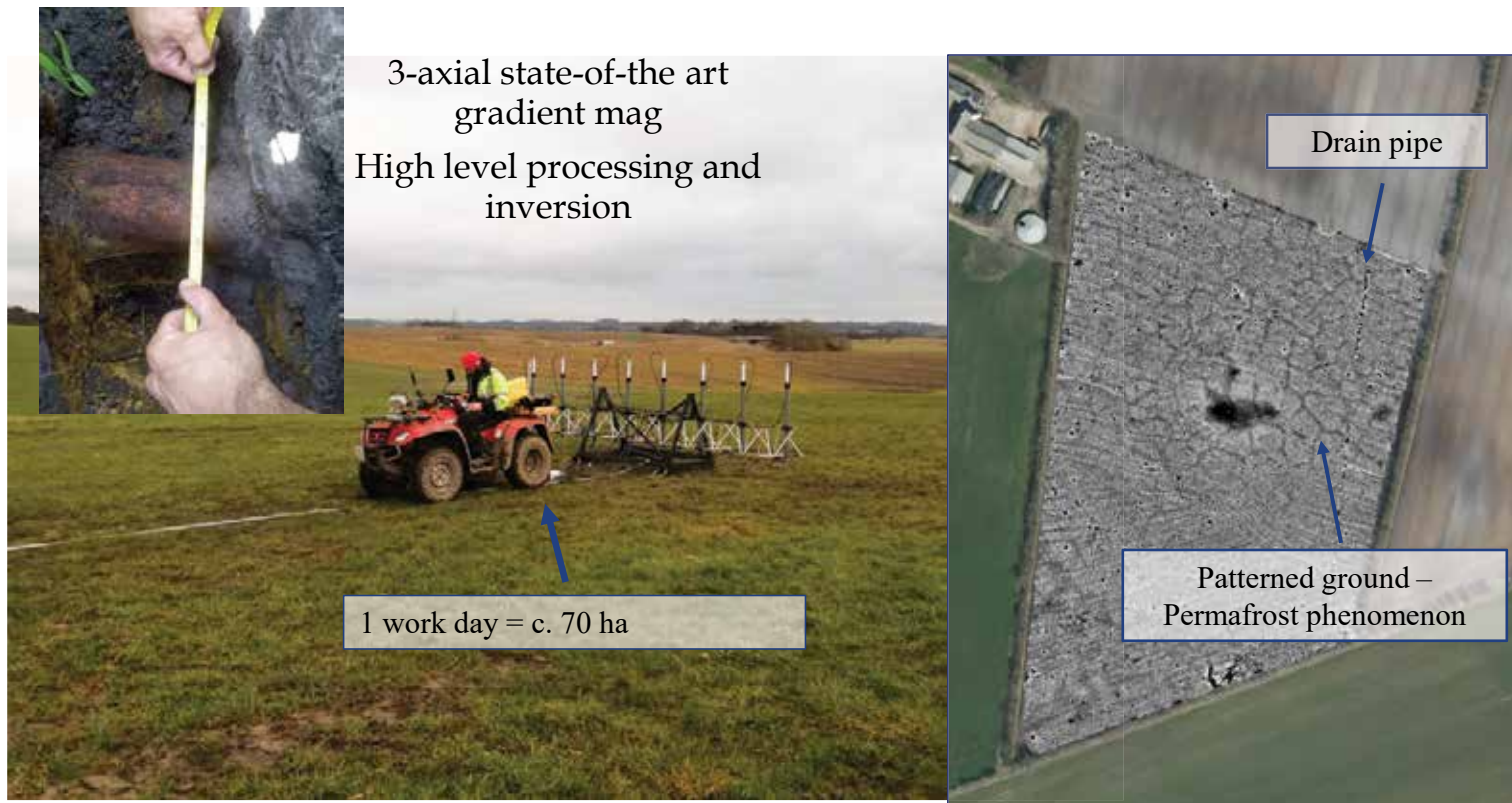 3-axial state-of-the art
gradient mag
High level processing and
inversion
1 work day = c. 70 ha
Drain pipe
Patterned ground –
Permafrost phenomenon